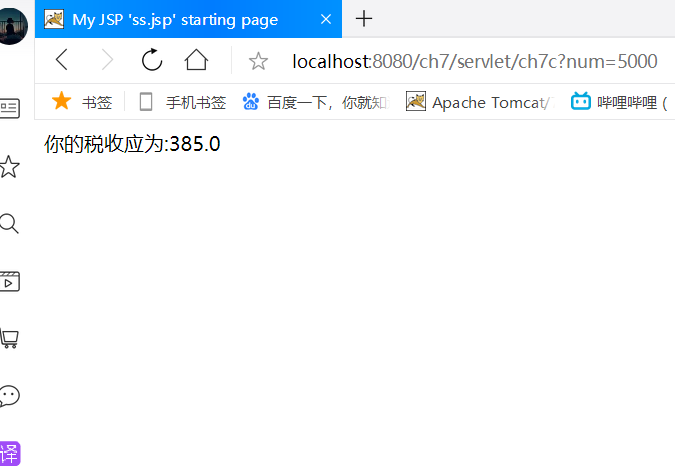 My JSP 'ss.jsp' starting page
localhost:8080/ch7/servlet/ch7c?num=5000
书签 手机书签 百度一下，你就知 Apache Tomcat/ 哔哩哔哩 (
你的税收应为:385.0
译